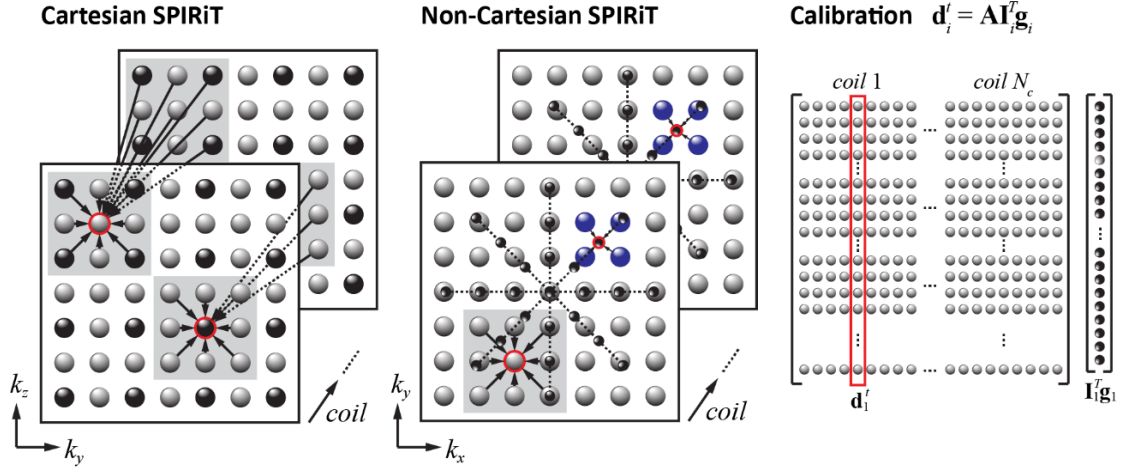 Cartesian SPIRiT
Non-Cartesian SPIRiT
Calibration d_i^t = AI_i^T g_i
coil 1
coil N_c
...
...
...
...
k_z
k_y
coil
k_y
k_x
coil
d_1^t
I_1^T g_1